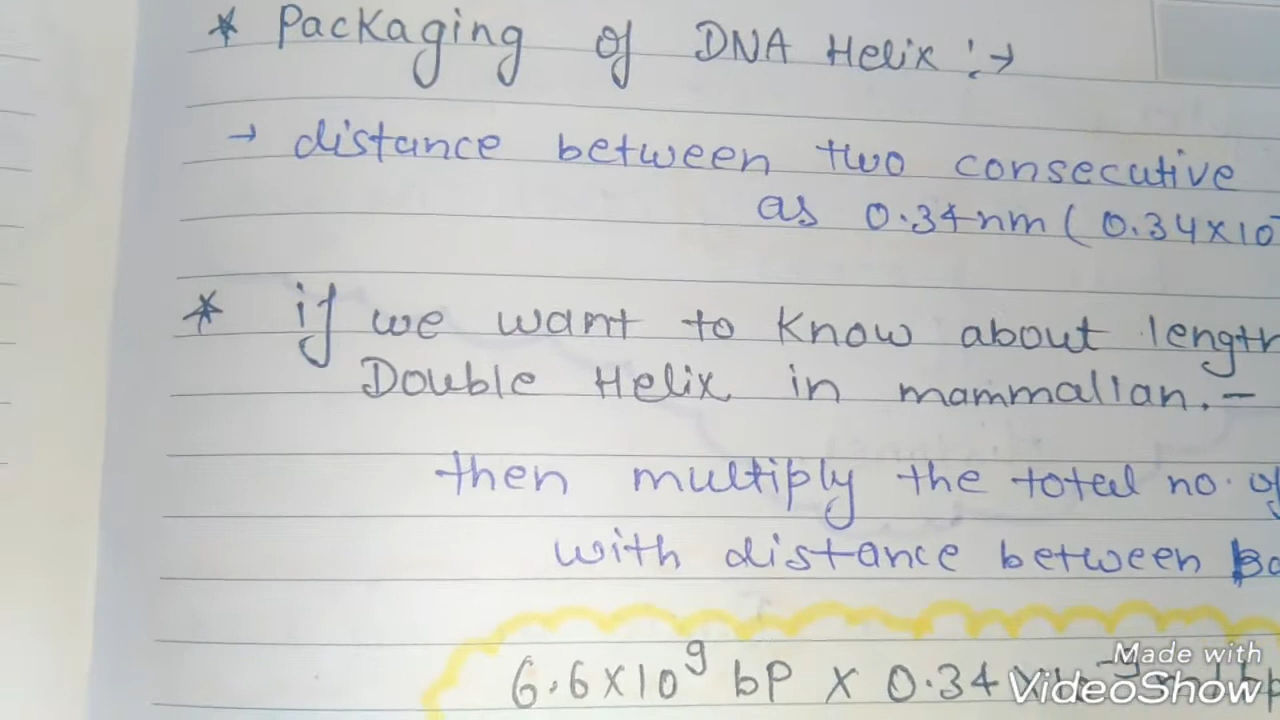 * Packaging of DNA Helix :→
→ distance between two consecutive
as 0.34nm (0.34×10
* if we want to know about length
Double Helix in mammalian. –
then multiply the total no. of
with distance between
6.6×10⁹ bp × 0.34
Made with
VideoShow